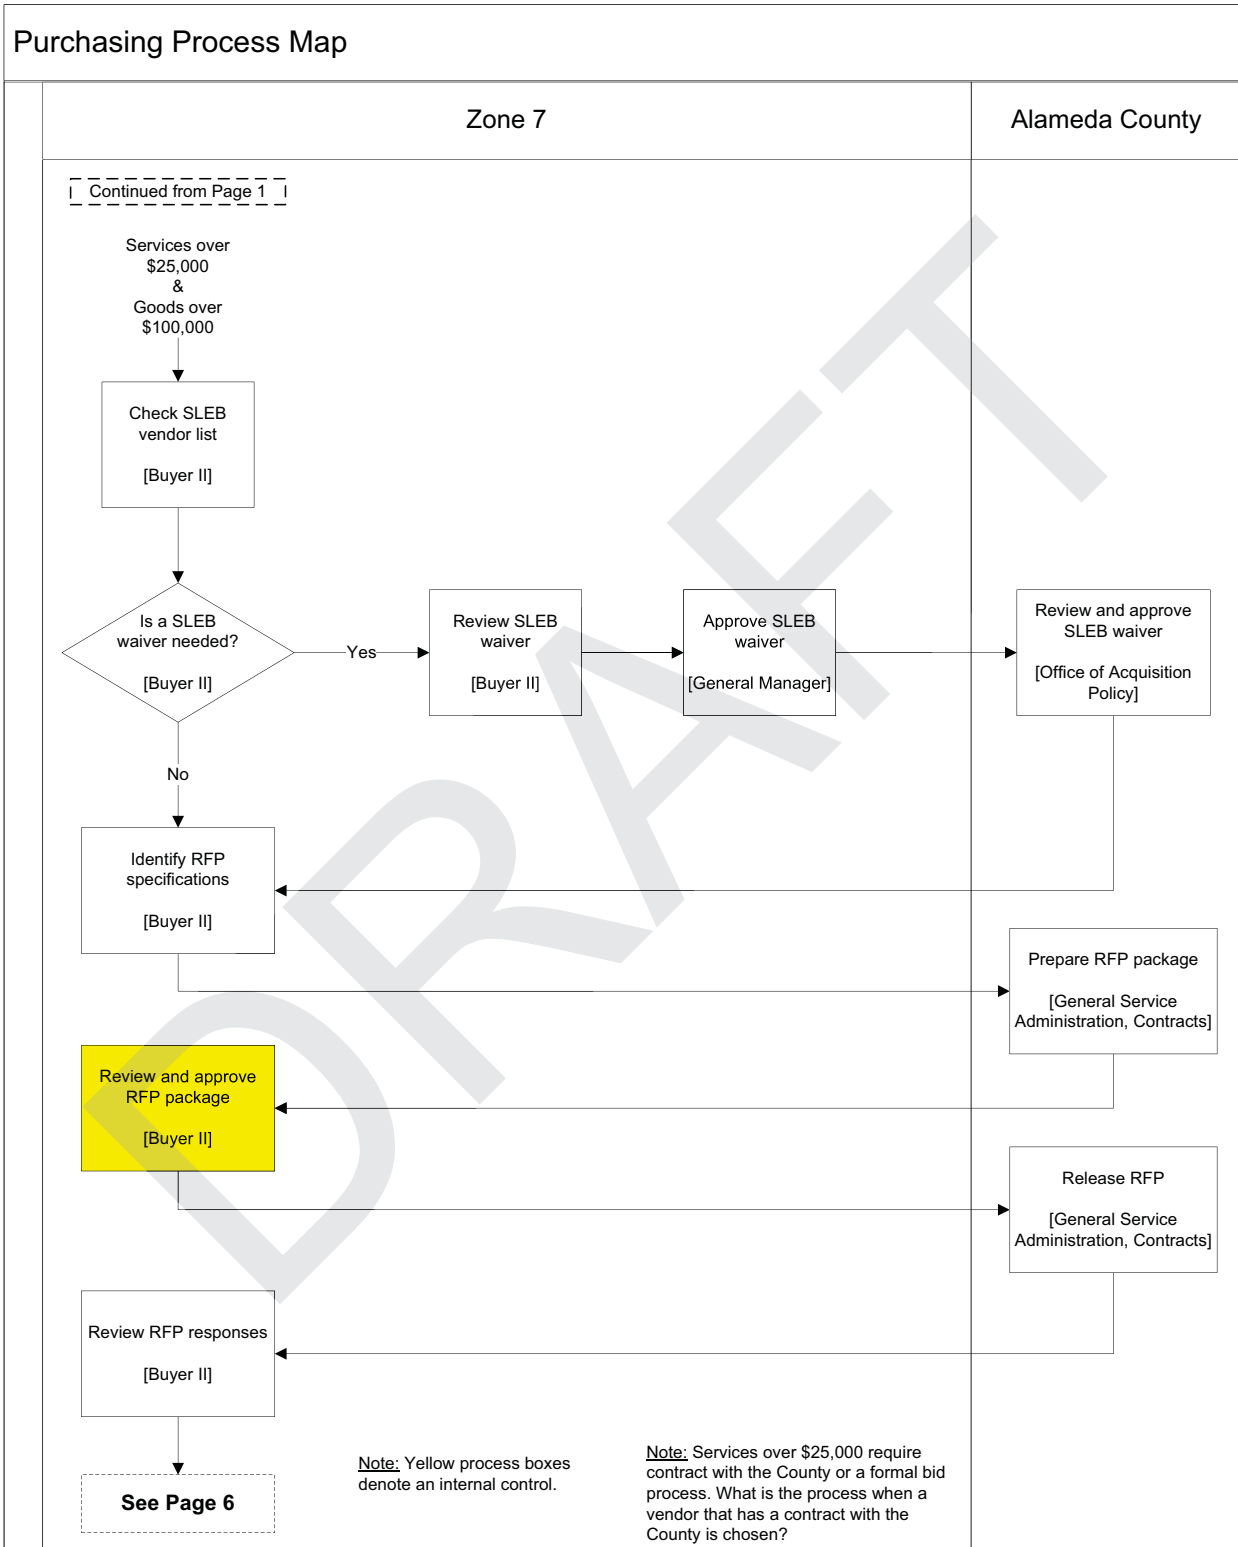 Purchasing Process Map
Zone 7
Alameda County
Continued from Page 1
Services over
$25,000
&
Goods over
$100,000
Check SLEB
vendor list
[Buyer II]
Is a SLEB
waiver needed?
[Buyer II]
Yes
Review SLEB
waiver
[Buyer II]
Approve SLEB
waiver
[General Manager]
Review and approve
SLEB waiver
[Office of Acquisition
Policy]
No
Identify RFP
specifications
[Buyer II]
Prepare RFP package
[General Service
Administration, Contracts]
Review and approve
RFP package
[Buyer II]
Release RFP
[General Service
Administration, Contracts]
Review RFP responses
[Buyer II]
See Page 6
Note: Yellow process boxes
denote an internal control.
Note: Services over $25,000 require
contract with the County or a formal bid
process. What is the process when a
vendor that has a contract with the
County is chosen?
DRAFT